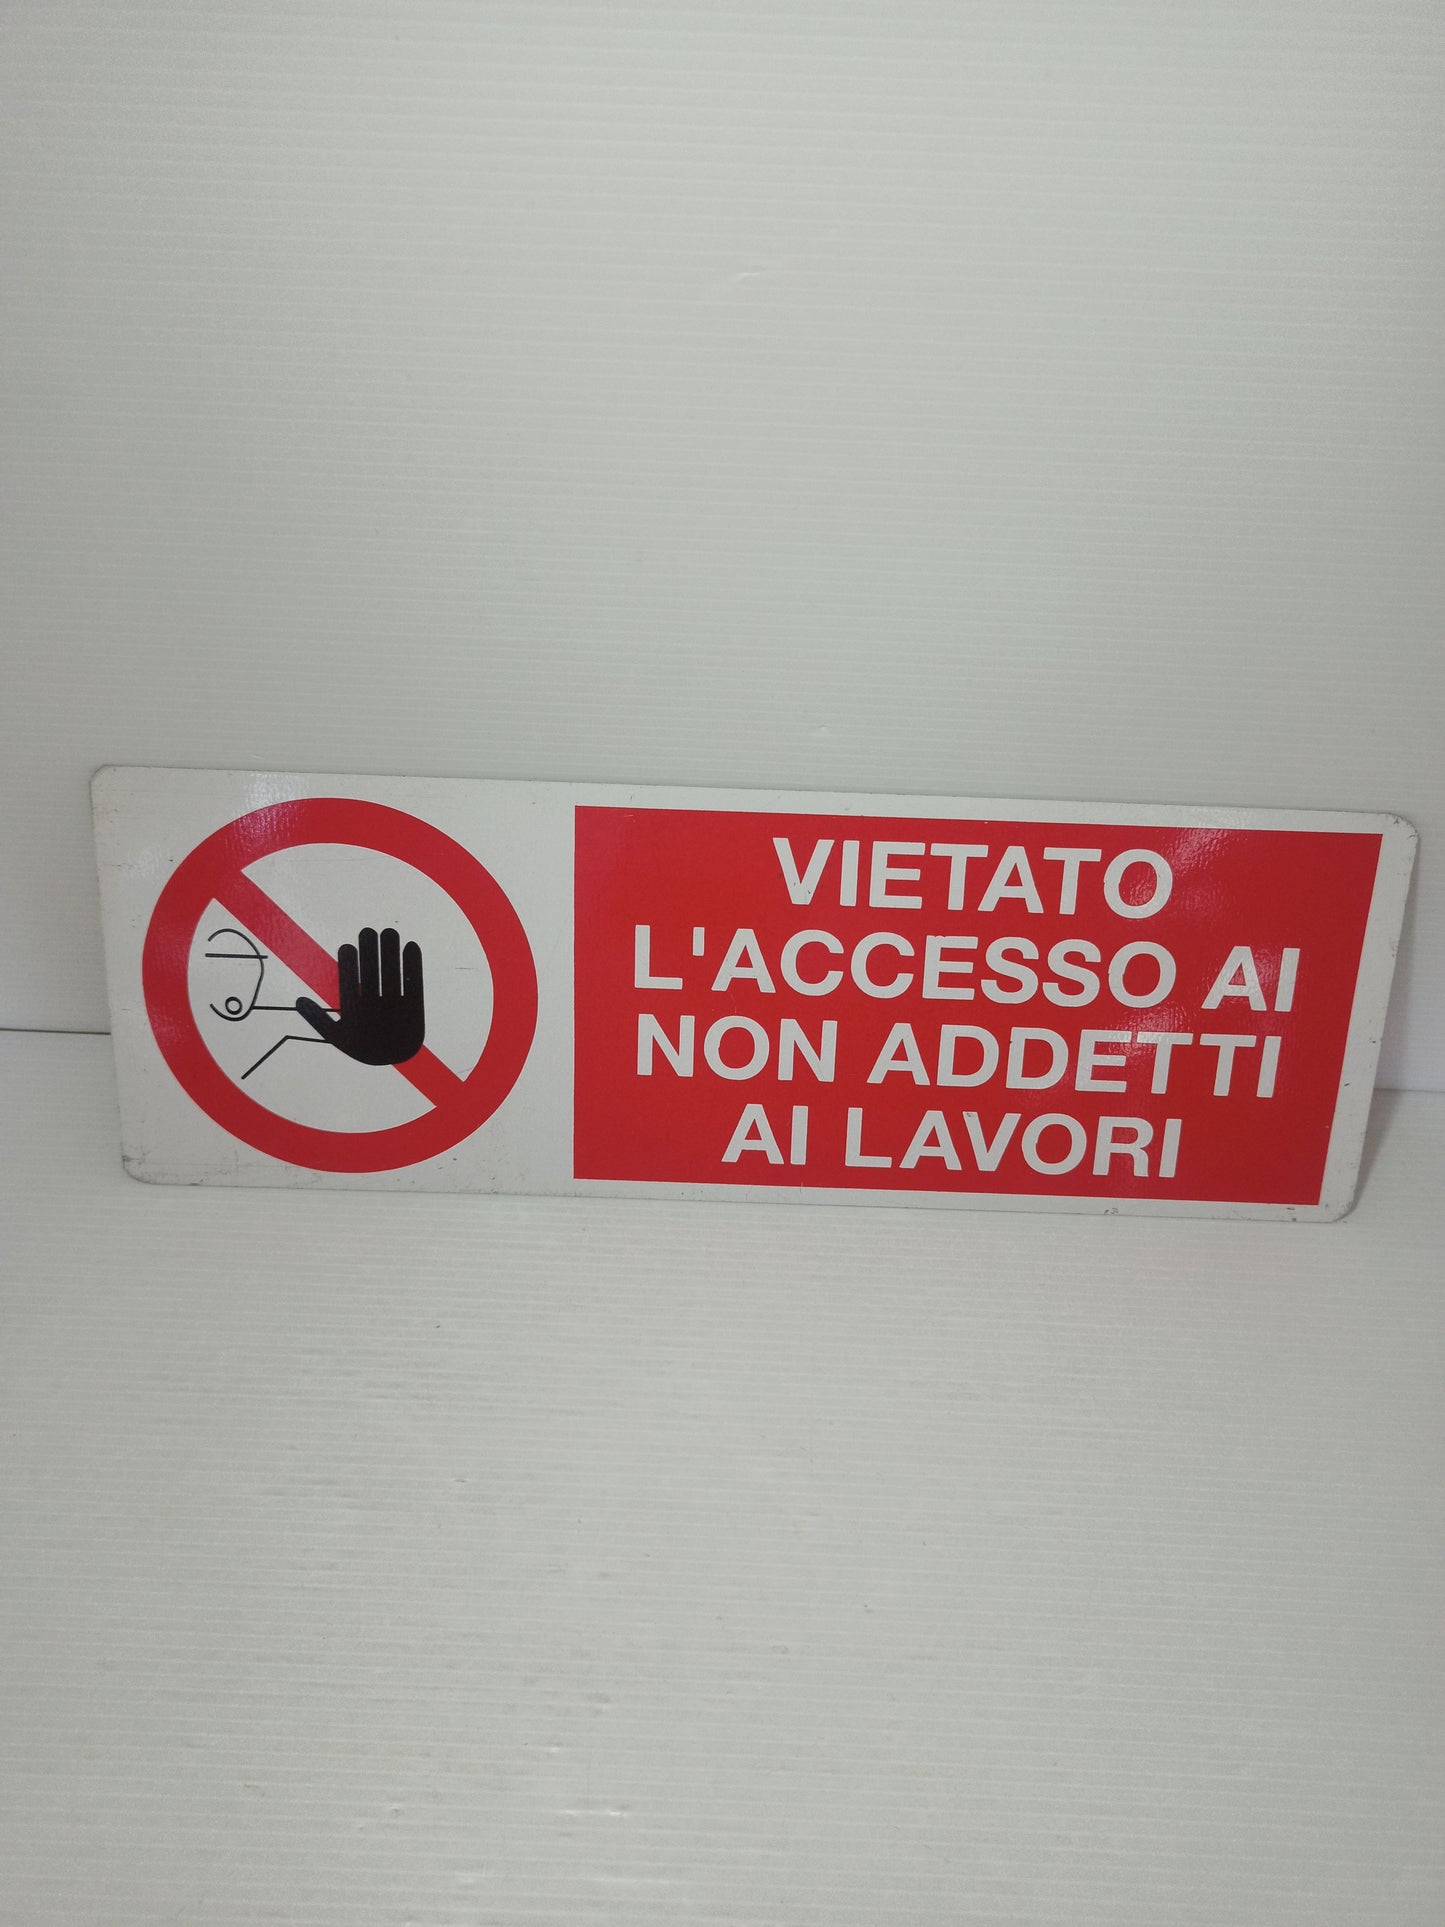 VIETATO
L'ACCESSO AI
NON ADDETTI
AI LAVORI